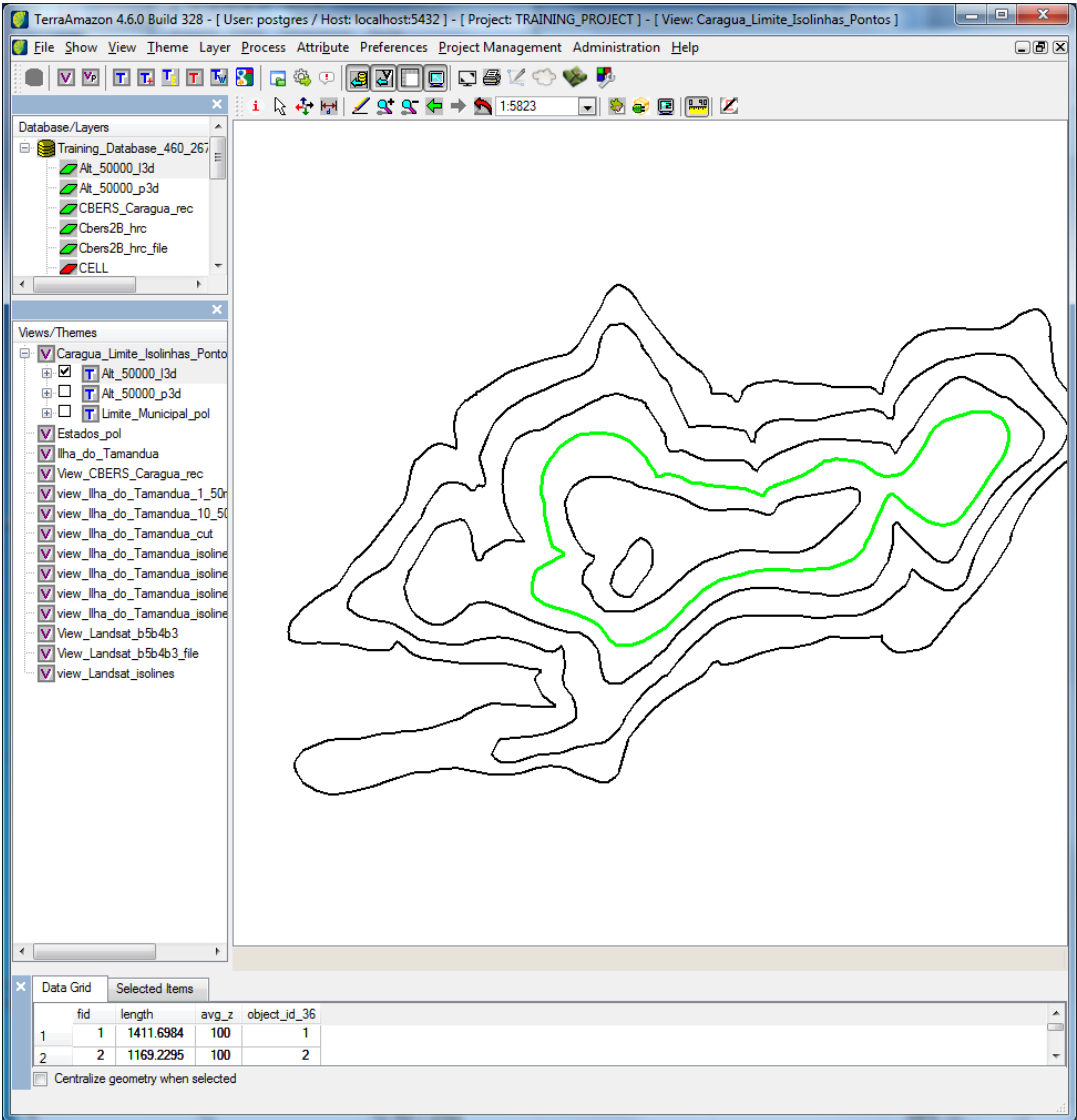 TerraAmazon 4.6.0 Build 328 - [ User: postgres / Host: localhost:5432 ] - [ Project: TRAINING_PROJECT ] - [ View: Caragua_Limite_Isolinhas_Pontos ]
File Show View Theme Layer Process Attribute Preferences Project Management Administration Help
1:5823
Database/Layers
Training_Database_460_267
Alt_50000_l3d
Alt_50000_p3d
CBERS_Caragua_rec
Cbers2B_hrc
Cbers2B_hrc_file
CELL
Views/Themes
Caragua_Limite_Isolinhas_Ponto
Alt_50000_l3d
Alt_50000_p3d
Limite_Municipal_pol
Estados_pol
Ilha_do_Tamandua
View_CBERS_Caragua_rec
view_Ilha_do_Tamandua_1_50r
view_Ilha_do_Tamandua_10_50
view_Ilha_do_Tamandua_cut
view_Ilha_do_Tamandua_isoline
view_Ilha_do_Tamandua_isoline
view_Ilha_do_Tamandua_isoline
view_Ilha_do_Tamandua_isoline
View_Landsat_b5b4b3
View_Landsat_b5b4b3_file
view_Landsat_isolines
Data Grid Selected Items
fid length avg_z object_id_36
1 1 1411.6984 100 1
2 2 1169.2295 100 2
Centralize geometry when selected